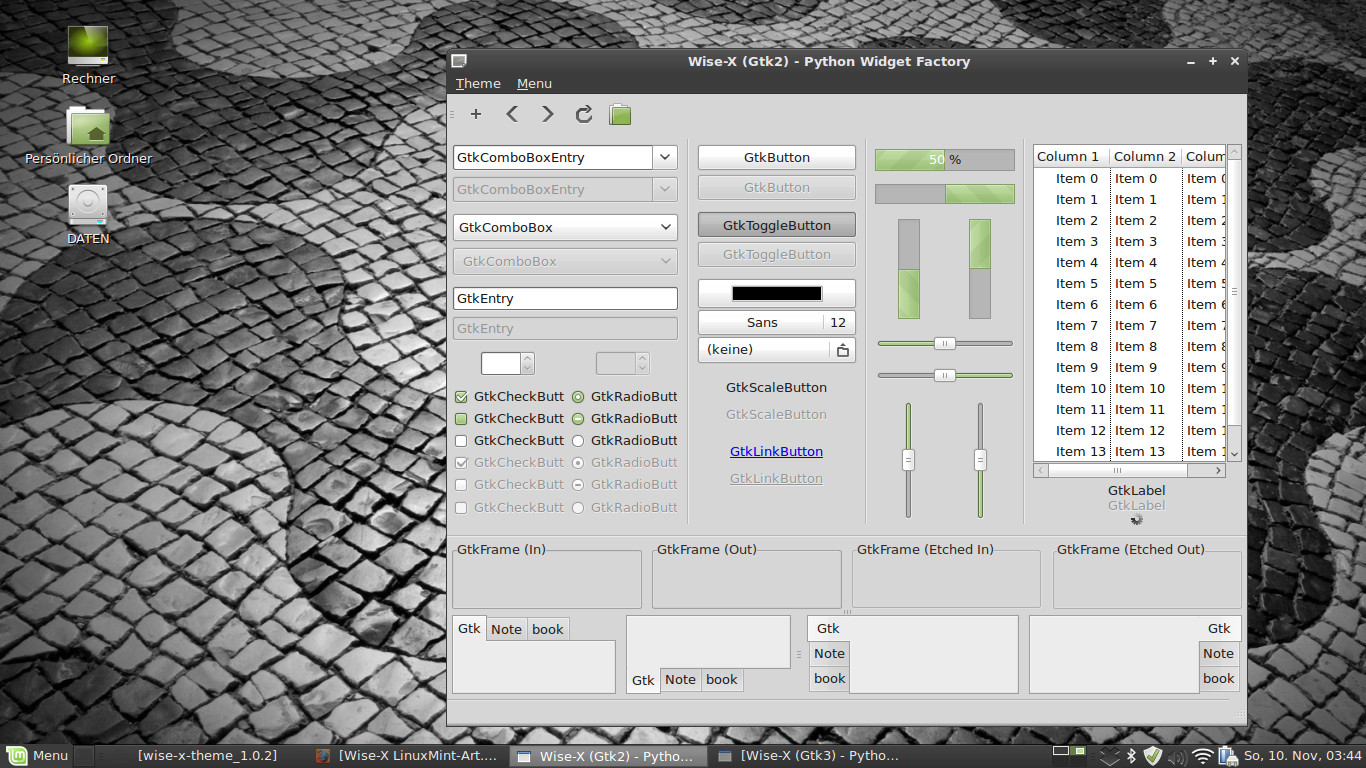 Rechner
Persönlicher Ordner
DATEN
Wise-X (Gtk2) - Python Widget Factory
Theme Menu
GtkComboBoxEntry
GtkComboBoxEntry
GtkComboBox
GtkComboBox
GtkEntry
GtkEntry
GtkCheckButt GtkRadioButt
GtkCheckButt GtkRadioButt
GtkCheckButt GtkRadioButt
GtkCheckButt GtkRadioButt
GtkCheckButt GtkRadioButt
GtkCheckButt GtkRadioButt
GtkButton
GtkButton
GtkToggleButton
GtkToggleButton
Sans 12
(keine)
GtkScaleButton
GtkScaleButton
GtkLinkButton
GtkLinkButton
50 %
Column 1 Column 2 Colum
Item 0 Item 0 Item 0
Item 1 Item 1 Item 1
Item 2 Item 2 Item 2
Item 3 Item 3 Item 3
Item 4 Item 4 Item 4
Item 5 Item 5 Item 5
Item 6 Item 6 Item 6
Item 7 Item 7 Item 7
Item 8 Item 8 Item 8
Item 9 Item 9 Item 9
Item 10 Item 10 Item 1
Item 11 Item 11 Item 1
Item 12 Item 12 Item 1
Item 13 Item 13 Item 1
GtkLabel
GtkLabel
GtkFrame (In) GtkFrame (Out) GtkFrame (Etched In) GtkFrame (Etched Out)
Gtk Note book
Gtk Note book
Gtk
Note
book
Gtk
Note
book
Menu [wise-x-theme_1.0.2] [Wise-X LinuxMint-Art.... Wise-X (Gtk2) - Pytho... [Wise-X (Gtk3) - Pytho... So, 10. Nov, 03:44